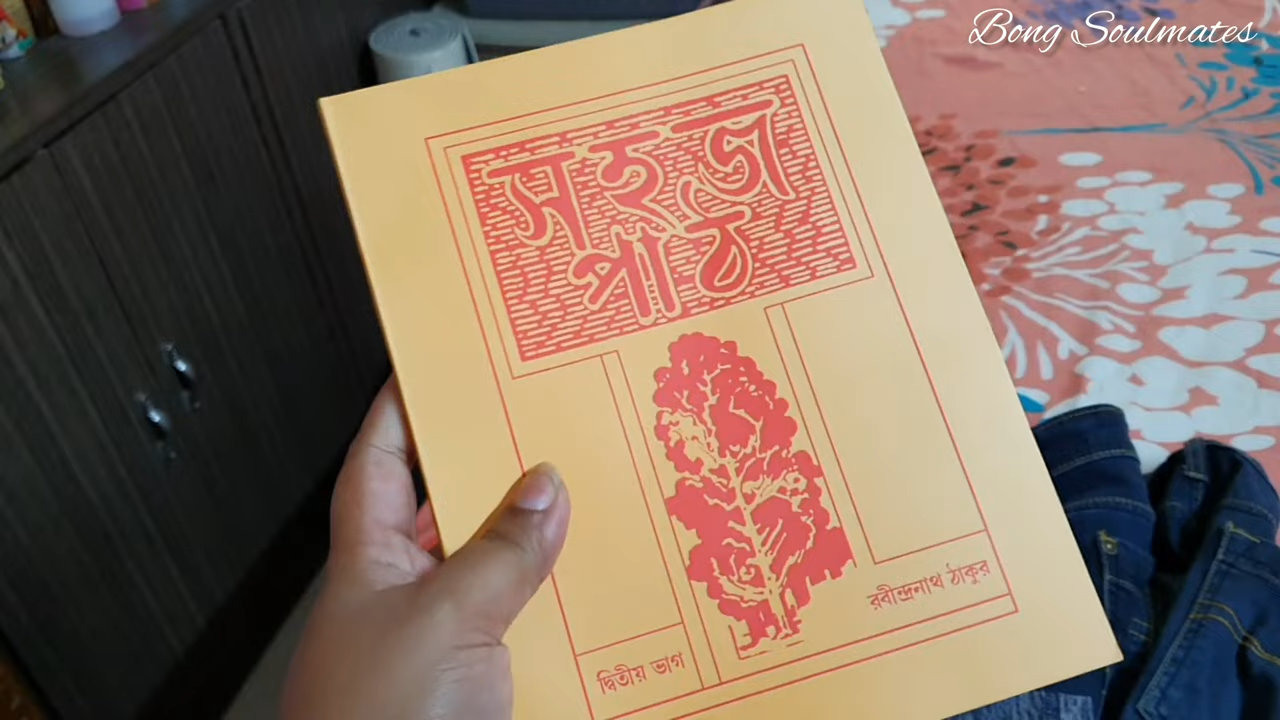 Bong Soulmates
সহজ
পাঠ
রবীন্দ্রনাথ ঠাকুর
দ্বিতীয় ভাগ